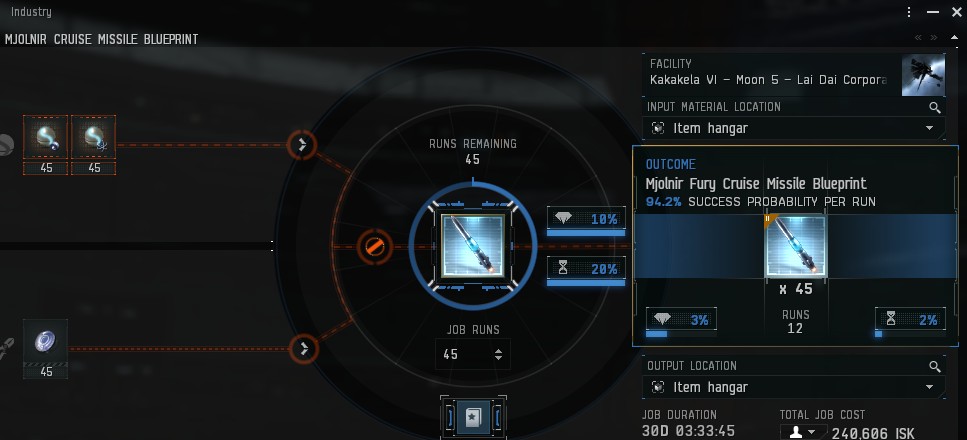 Industry
MJOLNIR CRUISE MISSILE BLUEPRINT
FACILITY
Kakakela VI - Moon 5 - Lai Dai Corpora
INPUT MATERIAL LOCATION
Item hangar
45
45
RUNS REMAINING
45
10%
20%
OUTCOME
Mjolnir Fury Cruise Missile Blueprint
94.2% SUCCESS PROBABILITY PER RUN
II
x 45
RUNS
12
3%
2%
JOB RUNS
45
45
OUTPUT LOCATION
Item hangar
JOB DURATION
30D 03:33:45
TOTAL JOB COST
240,606 ISK